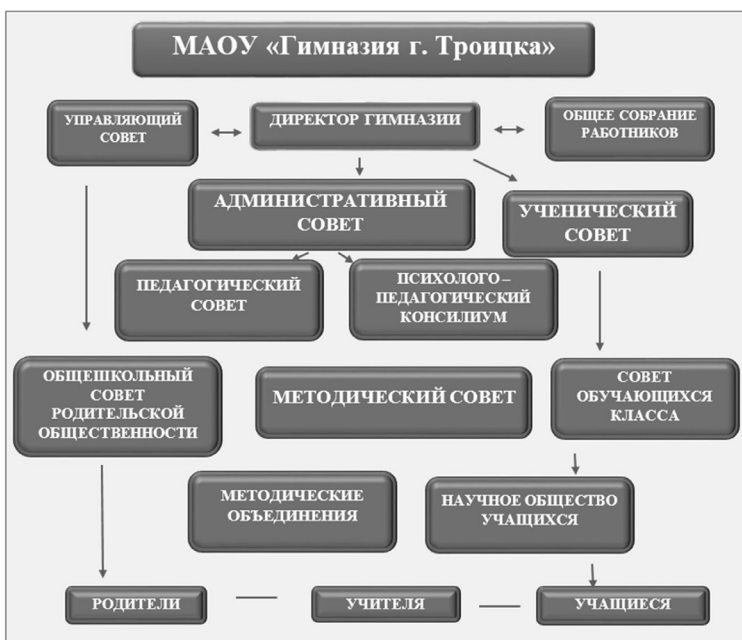 МАОУ «Гимназия г. Троицка»
УПРАВЛЯЮЩИЙ
СОВЕТ
ДИРЕКТОР ГИМНАЗИИ
ОБЩЕЕ СОБРАНИЕ
РАБОТНИКОВ
АДМИНИСТРАТИВНЫЙ
СОВЕТ
УЧЕНИЧЕСКИЙ
СОВЕТ
ПЕДАГОГИЧЕСКИЙ
СОВЕТ
ПСИХОЛОГО –
ПЕДАГОГИЧЕСКИЙ
КОНСИЛИУМ
ОБЩЕШКОЛЬНЫЙ
СОВЕТ
РОДИТЕЛЬСКОЙ
ОБЩЕСТВЕННОСТИ
МЕТОДИЧЕСКИЙ СОВЕТ
СОВЕТ
ОБУЧАЮЩИХСЯ
КЛАССА
МЕТОДИЧЕСКИЕ
ОБЪЕДИНЕНИЯ
НАУЧНОЕ ОБЩЕСТВО
УЧАЩИХСЯ
РОДИТЕЛИ
УЧИТЕЛЯ
УЧАЩИЕСЯ